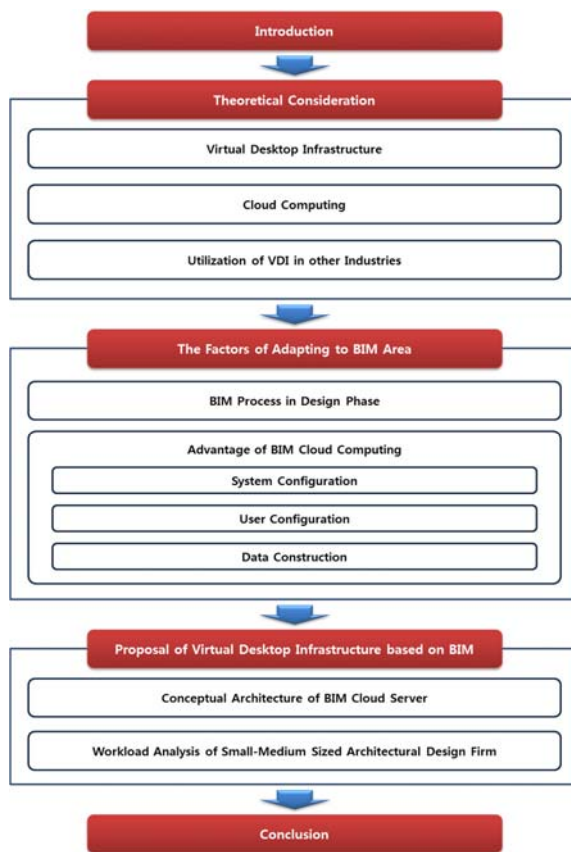 Introduction
Theoretical Consideration
Virtual Desktop Infrastructure
Cloud Computing
Utilization of VDI in other Industries
The Factors of Adapting to BIM Area
BIM Process in Design Phase
Advantage of BIM Cloud Computing
System Configuration
User Configuration
Data Construction
Proposal of Virtual Desktop Infrastructure based on BIM
Conceptual Architecture of BIM Cloud Server
Workload Analysis of Small-Medium Sized Architectural Design Firm
Conclusion